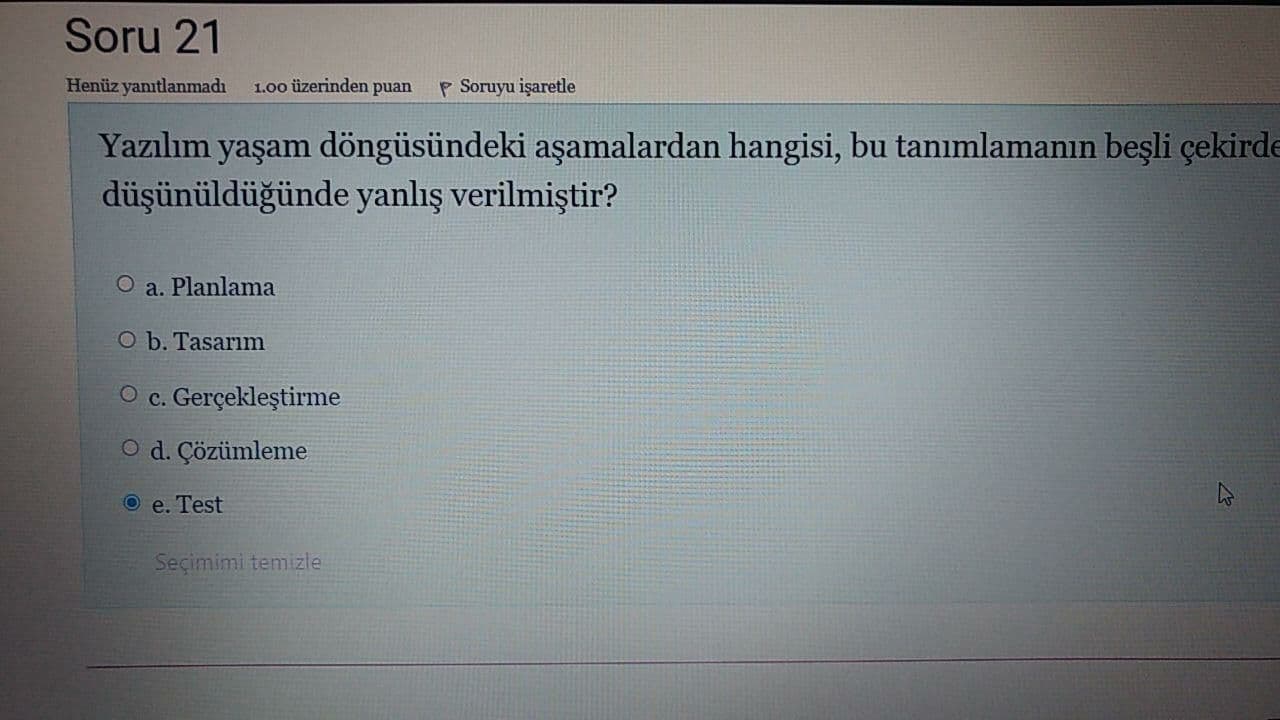 Soru 21
Henüz yanıtlanmadı 1.00 üzerinden puan Soruyu işaretle
Yazılım yaşam döngüsündeki aşamalardan hangisi, bu tanımlamanın beşli çekirde
düşünüldüğünde yanlış verilmiştir?
a. Planlama
b. Tasarım
c. Gerçekleştirme
d. Çözümleme
e. Test
Seçimimi temizle